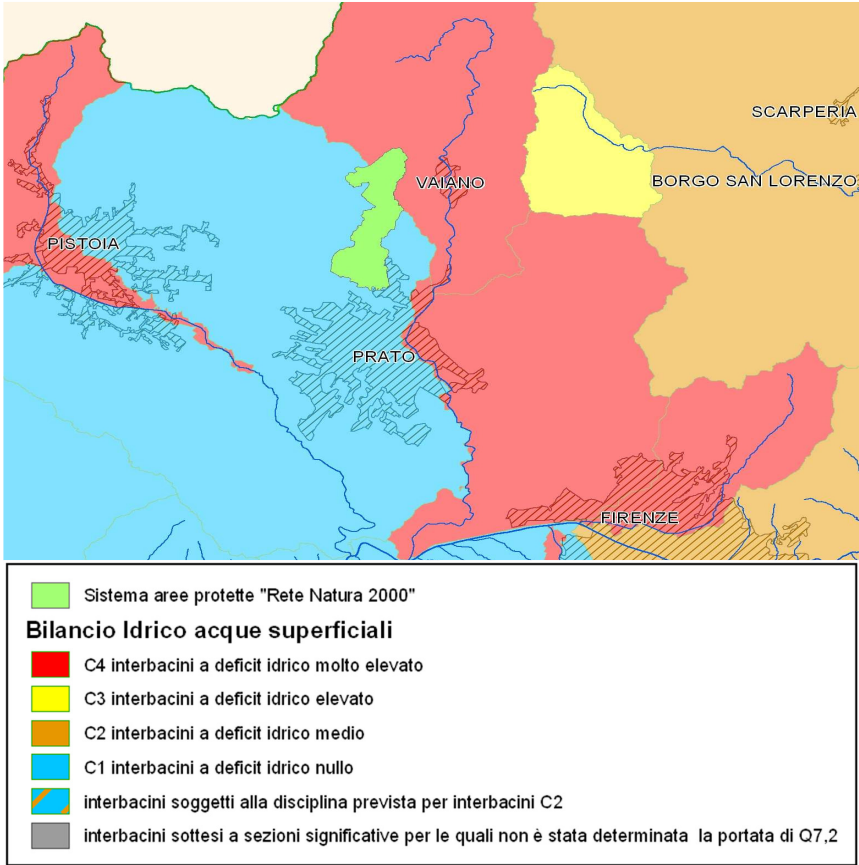 SCARPERIA
VAIANO
BORGO SAN LORENZO
PISTOIA
PRATO
FIRENZE
Sistema aree protette "Rete Natura 2000"
Bilancio Idrico acque superficiali
C4 interbacini a deficit idrico molto elevato
C3 interbacini a deficit idrico elevato
C2 interbacini a deficit idrico medio
C1 interbacini a deficit idrico nullo
interbacini soggetti alla disciplina prevista per interbacini C2
interbacini sottesi a sezioni significative per le quali non è stata determinata la portata di Q7,2